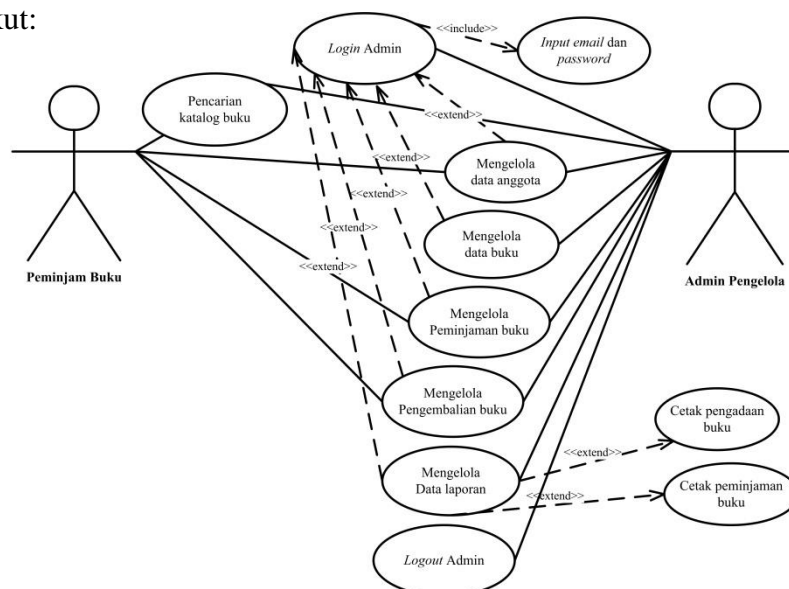 kut:
<<include>>
Login Admin
Input email dan
password
Pencarian
katalog buku
<<extend>>
Mengelola
data anggota
<<extend>>
<<extend>>
Mengelola
data buku
<<extend>>
<<extend>>
Peminjam Buku
Admin Pengelola
Mengelola
Peminjaman buku
Mengelola
Pengembalian buku
Cetak pengadaan
buku
<<extend>>
Mengelola
Data laporan
<<extend>>
Cetak peminjaman
buku
Logout Admin